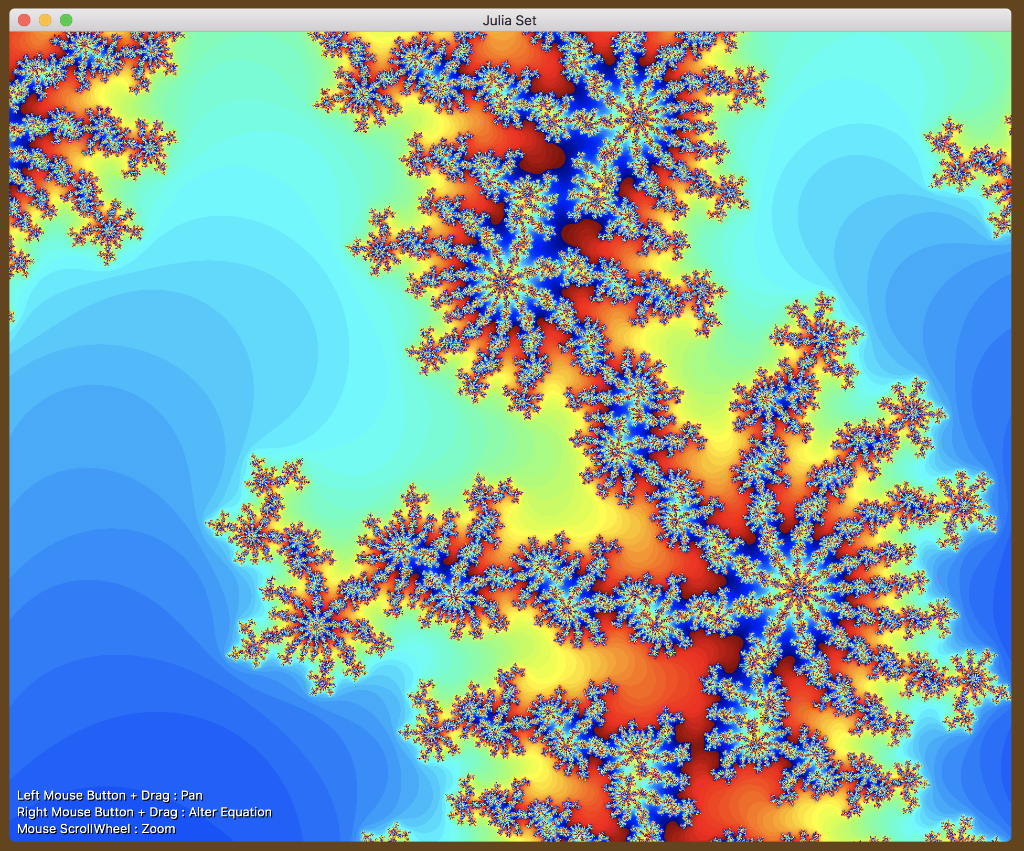 Julia Set
Left Mouse Button + Drag : Pan
Right Mouse Button + Drag : Alter Equation
Mouse ScrollWheel : Zoom